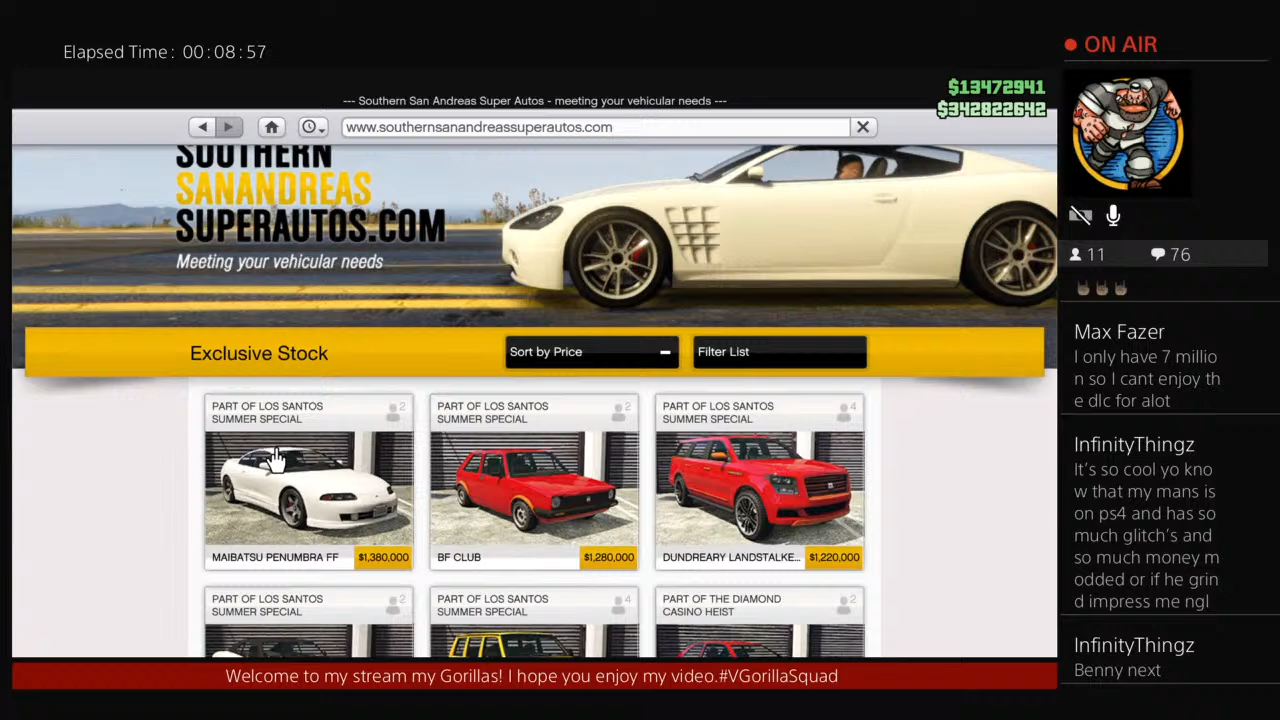 Elapsed Time: 00:08:57
ON AIR
$13472941
$342822642
--- Southern San Andreas Super Autos - meeting your vehicular needs ---
www.southernsanandreassuperautos.com
SOUTHERN
SANANDREAS
SUPERAUTOS.COM
Meeting your vehicular needs
11 76
Exclusive Stock
Sort by Price
Filter List
PART OF LOS SANTOS
SUMMER SPECIAL
2
PART OF LOS SANTOS
SUMMER SPECIAL
2
PART OF LOS SANTOS
SUMMER SPECIAL
4
MAIBATSU PENUMBRA FF $1,380,000
BF CLUB $1,280,000
DUNDREARY LANDSTALKE... $1,220,000
PART OF LOS SANTOS
SUMMER SPECIAL
2
PART OF LOS SANTOS
SUMMER SPECIAL
4
PART OF THE DIAMOND
CASINO HEIST
2
Max Fazer
I only have 7 millio
n so I cant enjoy th
e dlc for alot
InfinityThingz
It's so cool yo kno
w that my mans is
on ps4 and has so
much glitch's and
so much money m
odded or if he grin
d impress me ngl
InfinityThingz
Benny next
Welcome to my stream my Gorillas! I hope you enjoy my video.#VGorillaSquad